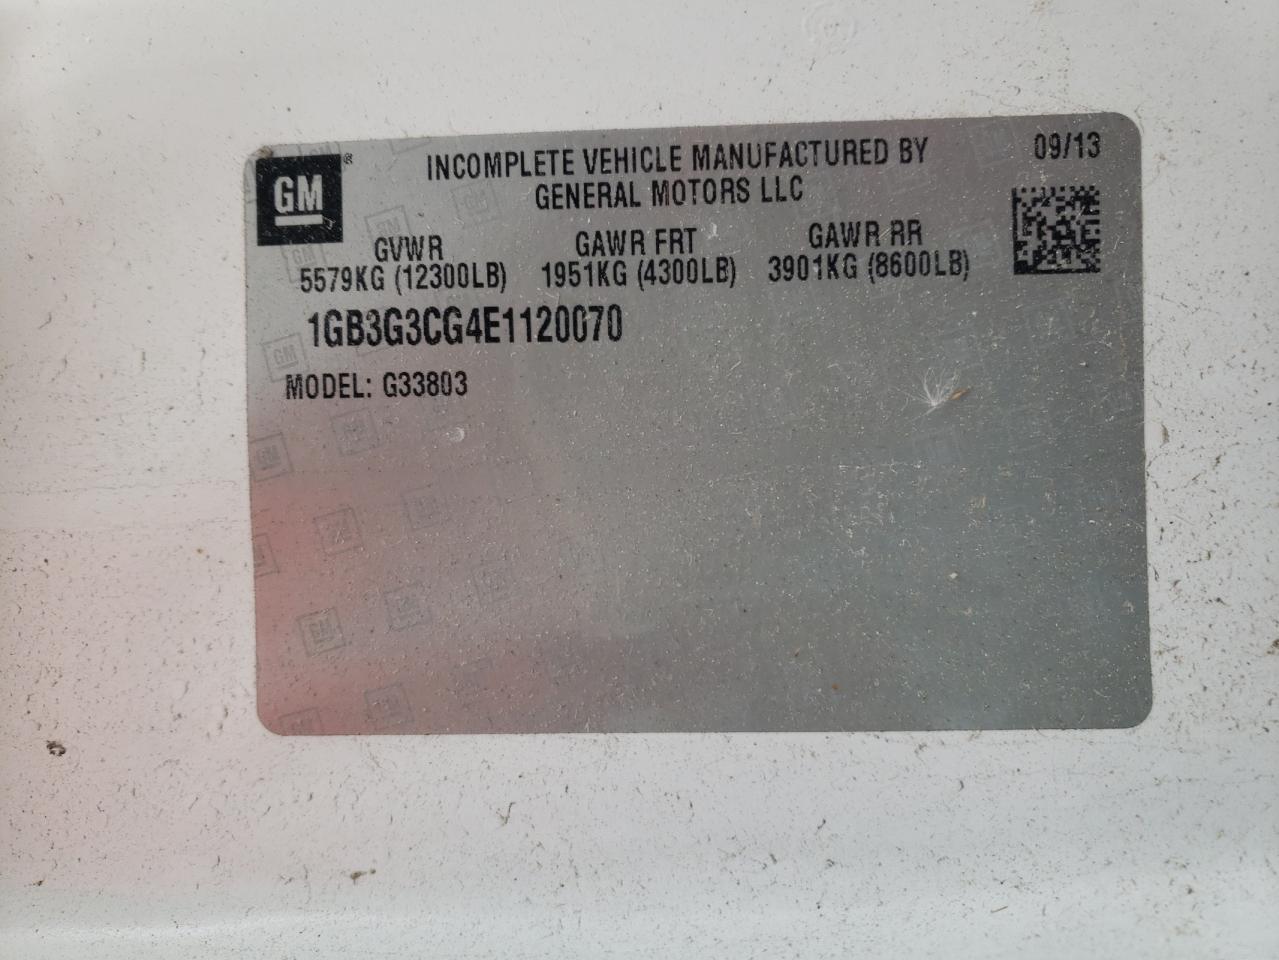 GM ®
INCOMPLETE VEHICLE MANUFACTURED BY
GENERAL MOTORS LLC
09/13
GVWR GAWR FRT GAWR RR
5579KG (12300LB) 1951KG (4300LB) 3901KG (8600LB)
1GB3G3CG4E1120070
MODEL: G33803